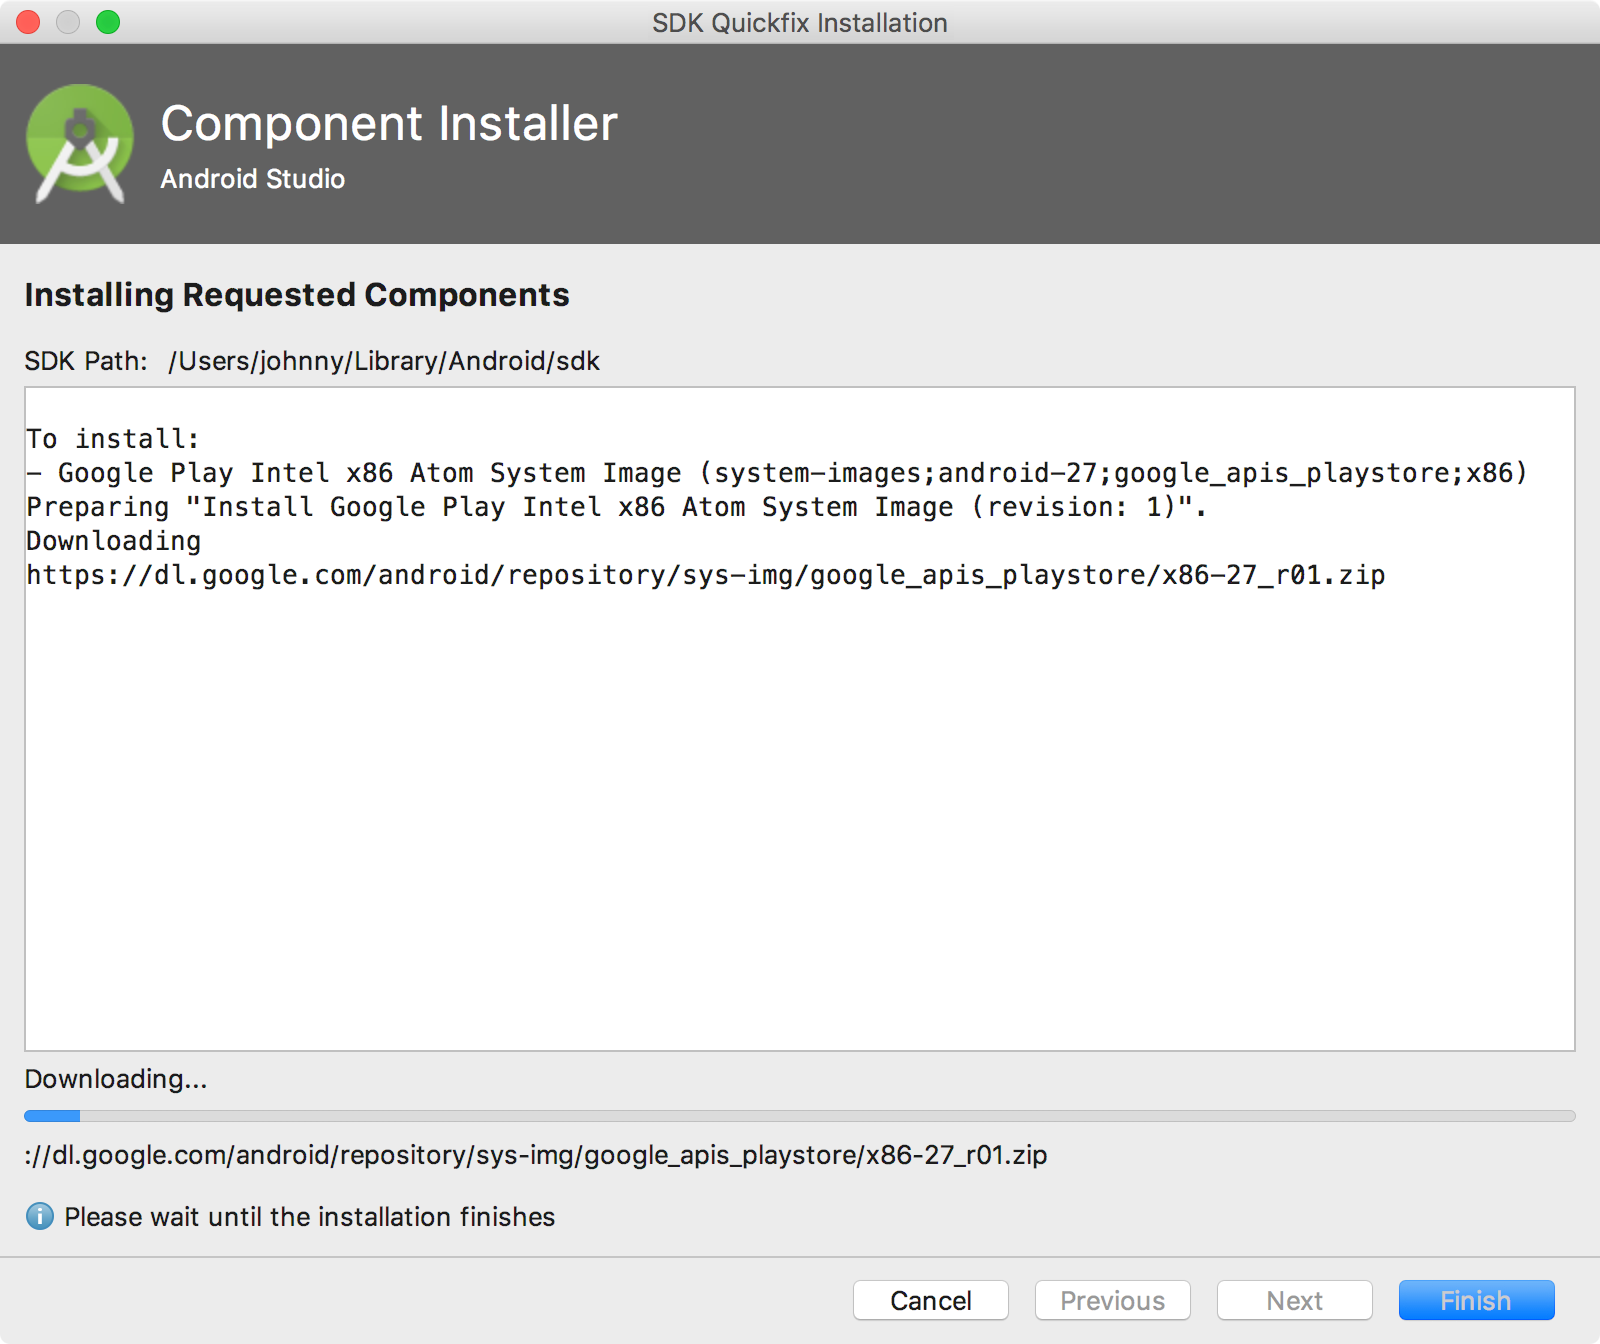 SDK Quickfix Installation
Component Installer
Android Studio
Installing Requested Components
SDK Path: /Users/johnny/Library/Android/sdk
To install:
- Google Play Intel x86 Atom System Image (system-images;android-27;google_apis_playstore;x86)
Preparing "Install Google Play Intel x86 Atom System Image (revision: 1)".
Downloading
https://dl.google.com/android/repository/sys-img/google_apis_playstore/x86-27_r01.zip
Downloading...
://dl.google.com/android/repository/sys-img/google_apis_playstore/x86-27_r01.zip
Please wait until the installation finishes
Cancel Previous Next Finish